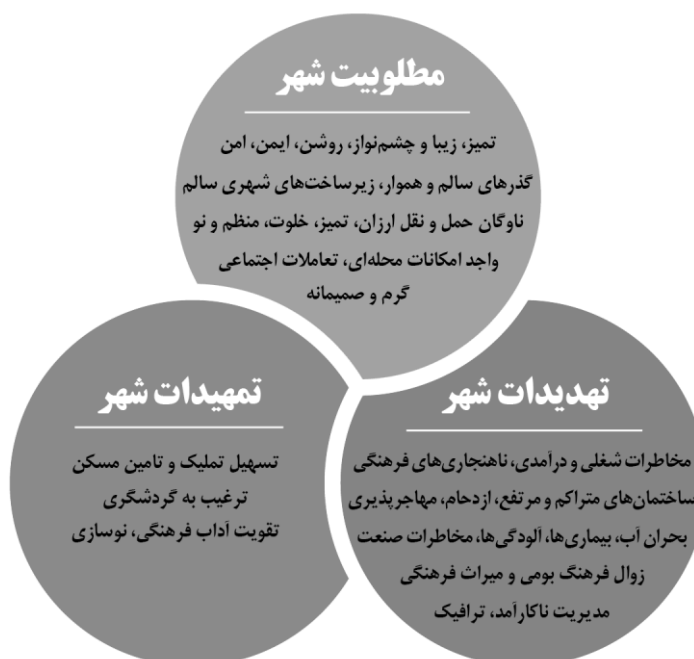 مطلوبیت شهر
تمیز، زیبا و چشم‌نواز، روشن، ایمن، امن
گذرهای سالم و هموار، زیرساخت‌های شهری سالم
ناوگان حمل و نقل ارزان، تمیز، خلوت، منظم و نو
واجد امکانات محله‌ای، تعاملات اجتماعی
گرم و صمیمانه
تهدیدات شهر
مخاطرات شغلی و درآمدی، ناهنجاری‌های فرهنگی
ساختمان‌های متراکم و مرتفع، ازدحام، مهاجرپذیری
بحران آب، بیماری‌ها، آلودگی‌ها، مخاطرات صنعت
زوال فرهنگ بومی و میراث فرهنگی
مدیریت ناکارآمد، ترافیک
تمهیدات شهر
تسهیل تملیک و تامین مسکن
ترغیب به گردشگری
تقویت آداب فرهنگی، نوسازی